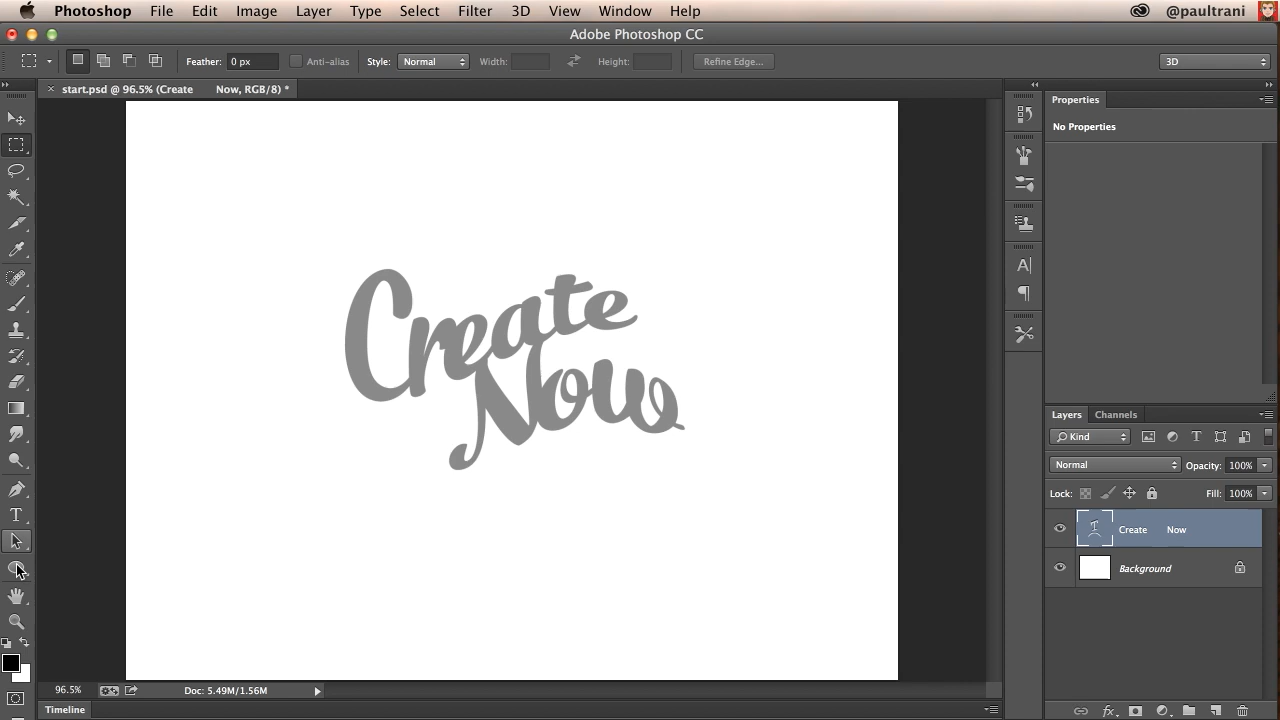 Photoshop File Edit Image Layer Type Select Filter 3D View Window Help @paultrani
Adobe Photoshop CC
Feather: 0 px Anti-alias Style: Normal Width: Height: Refine Edge... 3D
× start.psd @ 96.5% (Create Now, RGB/8) *
Properties
No Properties
Create
Now
Layers Channels
Kind
Normal Opacity: 100%
Lock: Fill: 100%
Create Now
Background
96.5% Doc: 5.49M/1.56M
Timeline